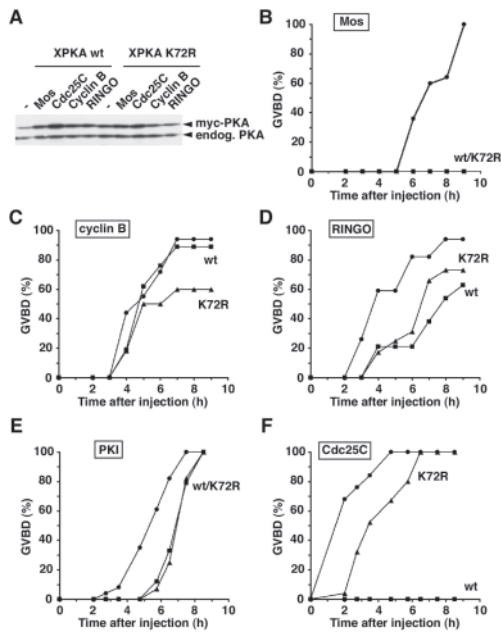 A
XPKA wt XPKA K72R
- Mos Cdc25C Cyclin B RINGO - Mos Cdc25C Cyclin B RINGO
myc-PKA
endog. PKA
B
Mos
GVBD (%)
100
80
60
40
20
0
wt/K72R
0 2 4 6 8 10
Time after injection (h)
C
cyclin B
GVBD (%)
100
80
60
40
20
0
wt
K72R
0 2 4 6 8 10
Time after injection (h)
D
RINGO
GVBD (%)
100
80
60
40
20
0
K72R
wt
0 2 4 6 8 10
Time after injection (h)
E
PKI
GVBD (%)
100
80
60
40
20
0
wt/K72R
0 2 4 6 8 10
Time after injection (h)
F
Cdc25C
GVBD (%)
100
80
60
40
20
0
K72R
wt
0 2 4 6 8 10
Time after injection (h)